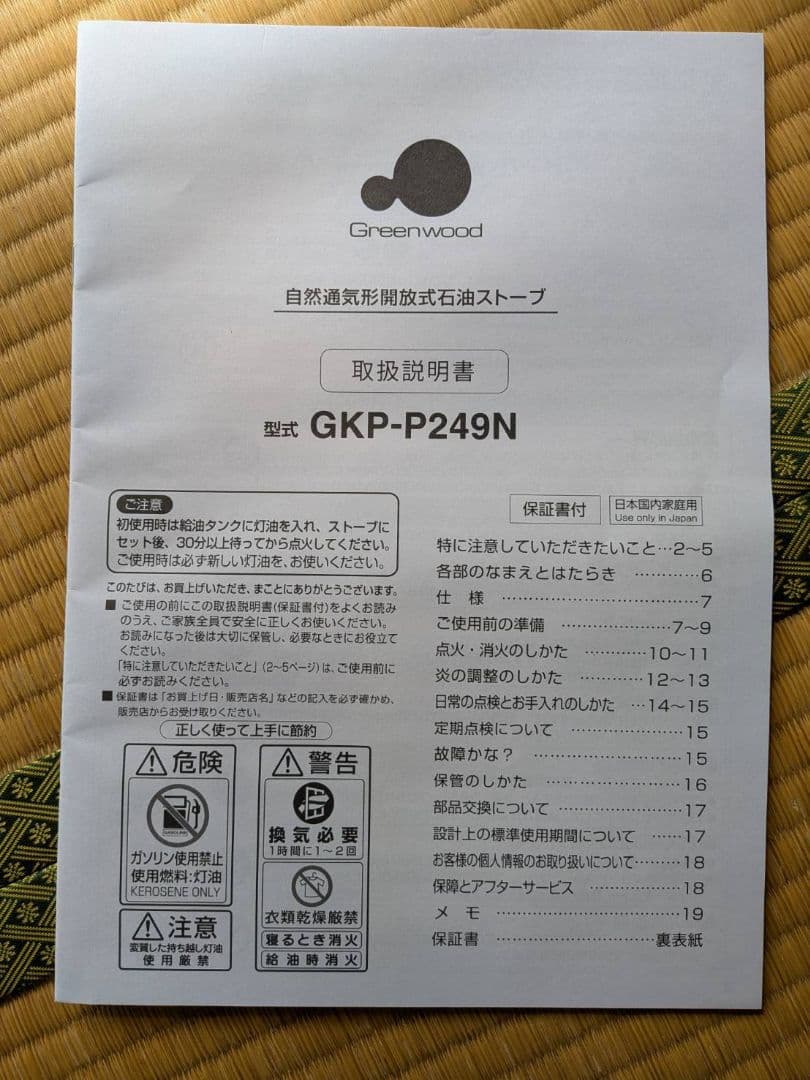 Greenwood
自然通気形開放式石油ストーブ
取扱説明書
型式 GKP-P249N
ご注意
初使用時は給油タンクに灯油を入れ、ストーブに
セット後、30分以上待ってから点火してください。
ご使用時は必ず新しい灯油を、お使いください。
このたびは、お買上げいただき、まことにありがとうございます。
■ ご使用の前にこの取扱説明書(保証書付)をよくお読み
のうえ、ご家族全員で安全に正しくお使いください。
お読みになった後は大切に保管し、必要なときにお役立て
ください。
「特に注意していただきたいこと」(2〜5ページ)は、ご使用前に
必ずお読みください。
■ 保証書は「お買上げ日・販売店名」などの記入を必ず確かめ、
販売店からお受け取りください。
正しく使って上手に節約
危険
GASOLINE
ガソリン使用禁止
使用燃料:灯油
KEROSENE ONLY
注意
変質した持ち越し灯油
使用厳禁
警告
換気必要
1時間に1〜2回
衣類乾燥厳禁
寝るとき消火
給油時消火
保証書付
日本国内家庭用
Use only in Japan
特に注意していただきたいこと…2〜5
各部のなまえとはたらき …………6
仕 様 ……………………………7
ご使用前の準備 ………………7〜9
点火・消火のしかた …………10〜11
炎の調整のしかた ……………12〜13
日常の点検とお手入れのしかた …14〜15
定期点検について …………………15
故障かな? …………………………15
保管のしかた ………………………16
部品交換について …………………17
設計上の標準使用期間について ……17
お客様の個人情報のお取り扱いについて………18
保障とアフターサービス ……………18
メ モ ………………………………19
保証書 ……………………………裏表紙